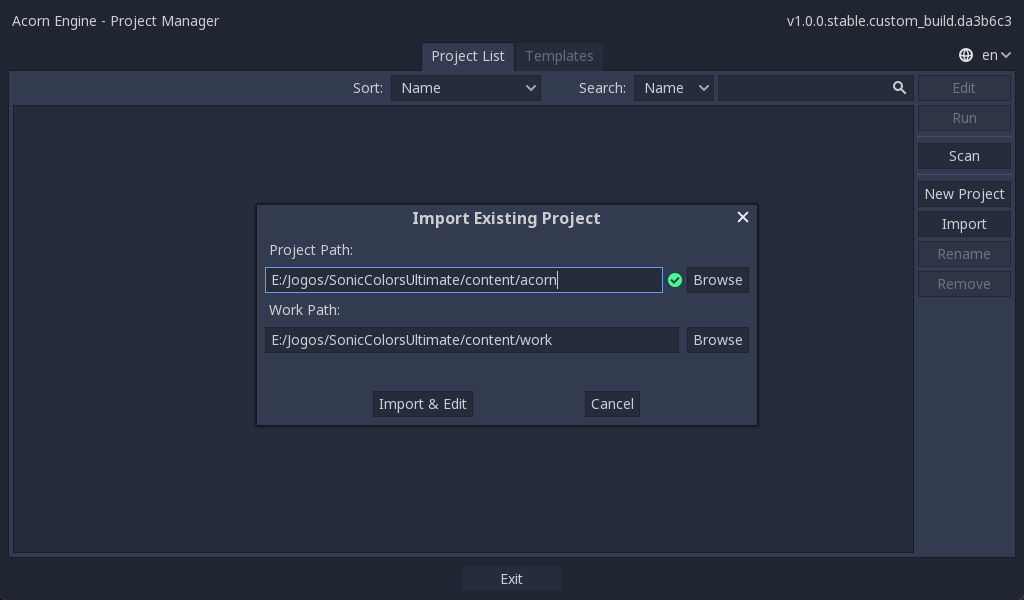 Acorn Engine - Project Manager
v1.0.0.stable.custom_build.da3b6c3
Project List
Templates
en
Sort:
Name
Search:
Name
Edit
Run
Scan
New Project
Import
Rename
Remove
Import Existing Project
Project Path:
E:/Jogos/SonicColorsUltimate/content/acorn
Browse
Work Path:
E:/Jogos/SonicColorsUltimate/content/work
Browse
Import & Edit
Cancel
Exit